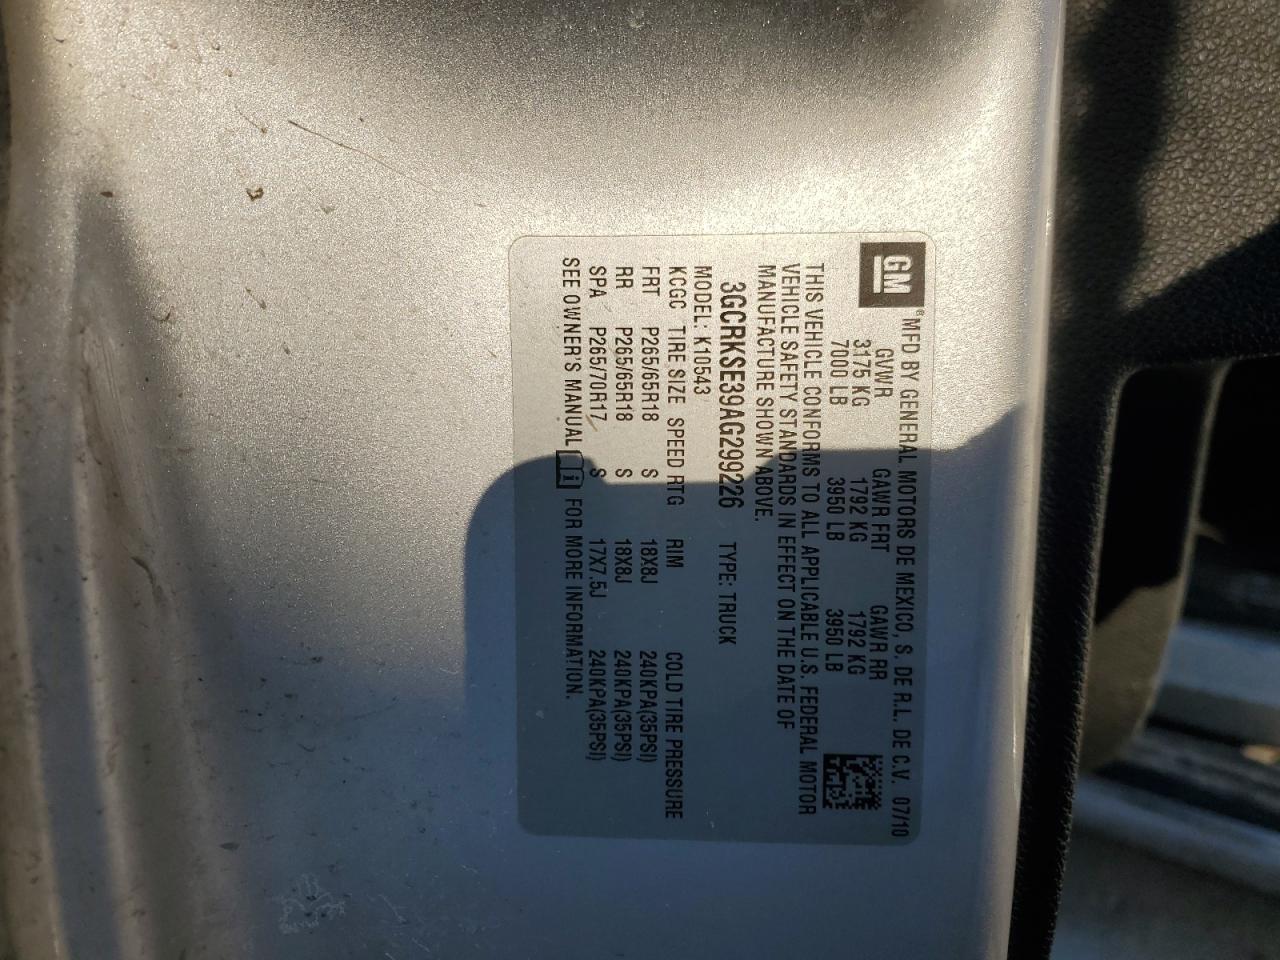 GM
®MFD BY GENERAL MOTORS DE MEXICO, S. DE R.L. DE C.V. 07/10
GVWR GAWR FRT GAWR RR
3175 KG 1792 KG 1792 KG
7000 LB 3950 LB 3950 LB
THIS VEHICLE CONFORMS TO ALL APPLICABLE U.S. FEDERAL MOTOR
VEHICLE SAFETY STANDARDS IN EFFECT ON THE DATE OF
MANUFACTURE SHOWN ABOVE.
3GCRKSE39AG299226 TYPE: TRUCK
MODEL: K10543
KCGC TIRE SIZE SPEED RTG RIM COLD TIRE PRESSURE
FRT P265/65R18 S 18X8J 240KPA(35PSI)
RR P265/65R18 S 18X8J 240KPA(35PSI)
SPA P265/70R17 S 17X7.5J 240KPA(35PSI)
SEE OWNER'S MANUAL i FOR MORE INFORMATION.